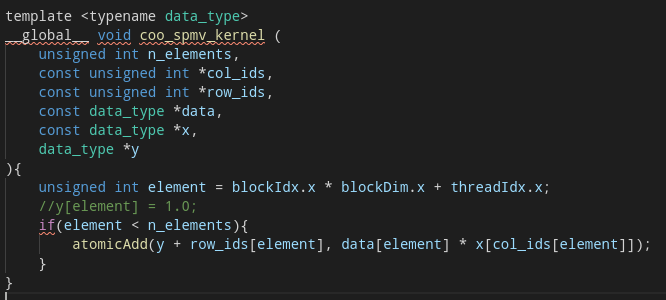 template <typename data_type>
__global__ void coo_spmv_kernel (
    unsigned int n_elements,
    const unsigned int *col_ids,
    const unsigned int *row_ids,
    const data_type *data,
    const data_type *x,
    data_type *y
){
    unsigned int element = blockIdx.x * blockDim.x + threadIdx.x;
    //y[element] = 1.0;
    if(element < n_elements){
        atomicAdd(y + row_ids[element], data[element] * x[col_ids[element]]);
    }
}